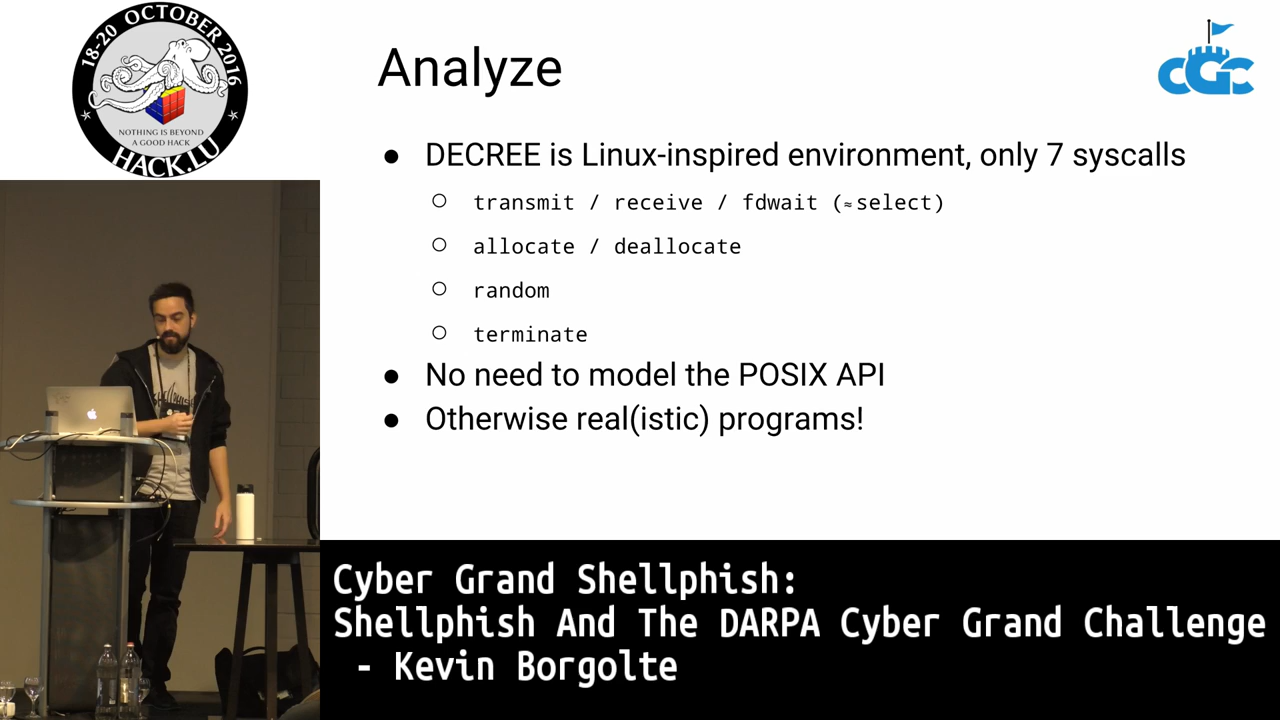 18-20 OCTOBER 2016
NOTHING IS BEYOND
A GOOD HACK
HACK.LU
Analyze
CGC
● DECREE is Linux-inspired environment, only 7 syscalls
○ transmit / receive / fdwait (≈select)
○ allocate / deallocate
○ random
○ terminate
● No need to model the POSIX API
● Otherwise real(istic) programs!
Cyber Grand Shellphish:
Shellphish And The DARPA Cyber Grand Challenge
- Kevin Borgolte